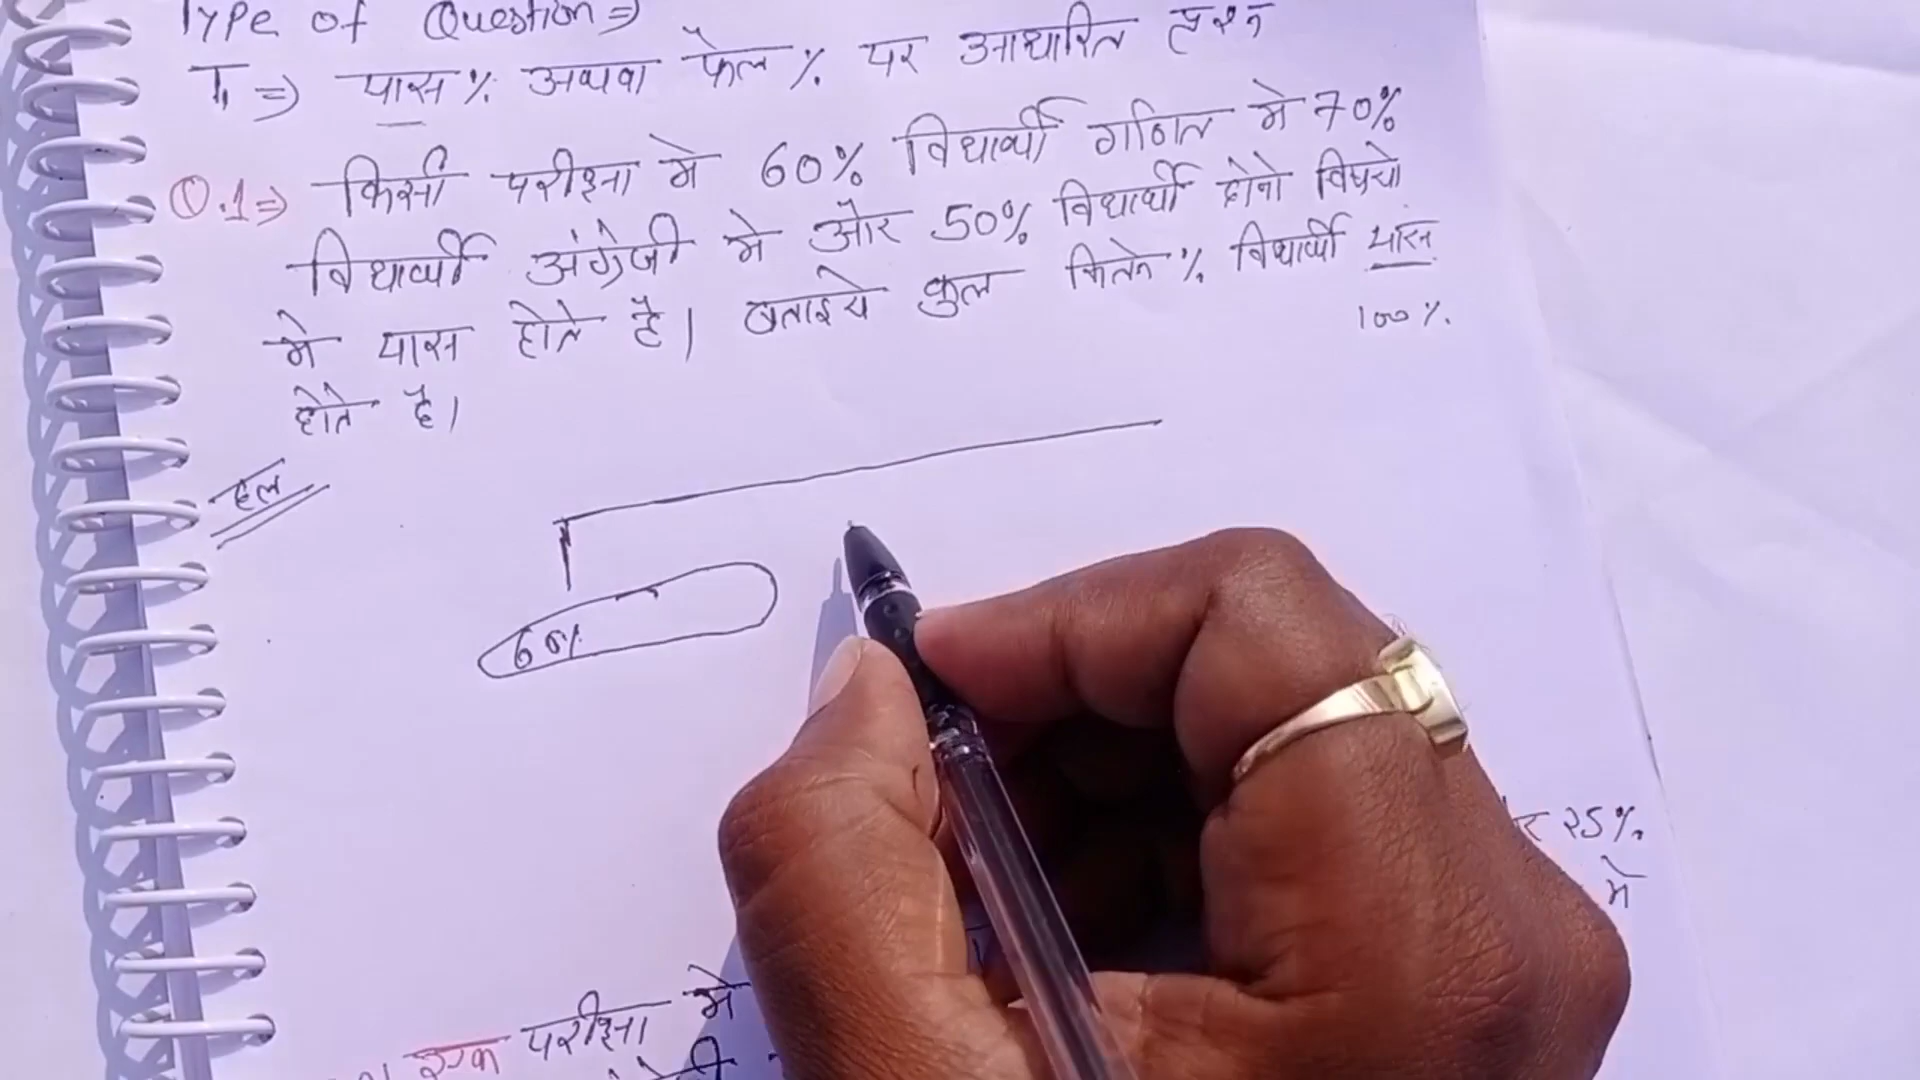 Type of Question ⇒
T₁ ⇒ पास % अथवा फेल % पर आधारित प्रश्न
Q.1⇒ किसी परीक्षा मे 60% विद्यार्थी गणित मे 70%
विद्यार्थी अंग्रेजी मे और 50% विद्यार्थी दोनो विषयो
मे पास होते है। बताइये कुल कितने % विद्यार्थी पास
होते है।
100%
हल
60%
25%
मे
एक परीक्षा मे